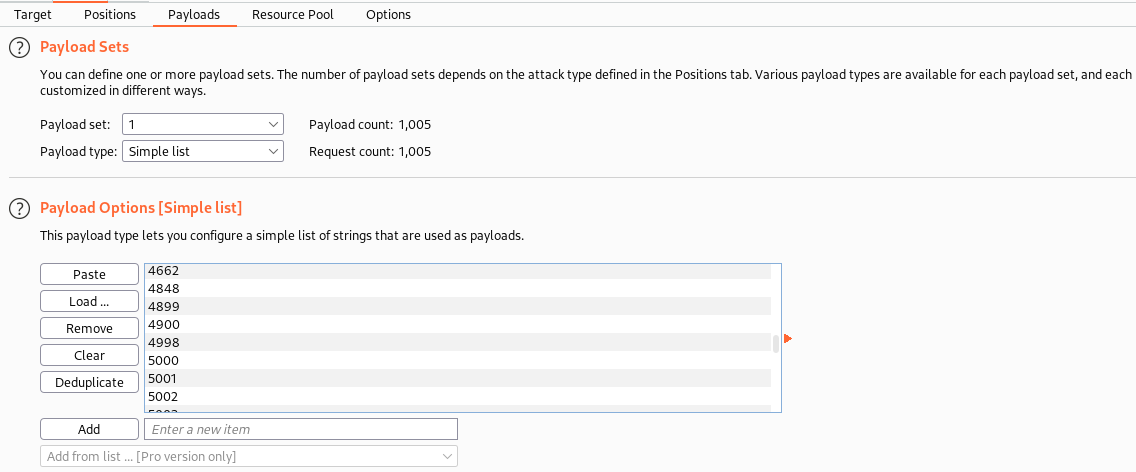 Target Positions Payloads Resource Pool Options
? Payload Sets
You can define one or more payload sets. The number of payload sets depends on the attack type defined in the Positions tab. Various payload types are available for each payload set, and each
customized in different ways.
Payload set: 1 Payload count: 1,005
Payload type: Simple list Request count: 1,005
? Payload Options [Simple list]
This payload type lets you configure a simple list of strings that are used as payloads.
Paste
Load ...
Remove
Clear
Deduplicate
4662
4848
4899
4900
4998
5000
5001
5002
Add Enter a new item
Add from list ... [Pro version only]